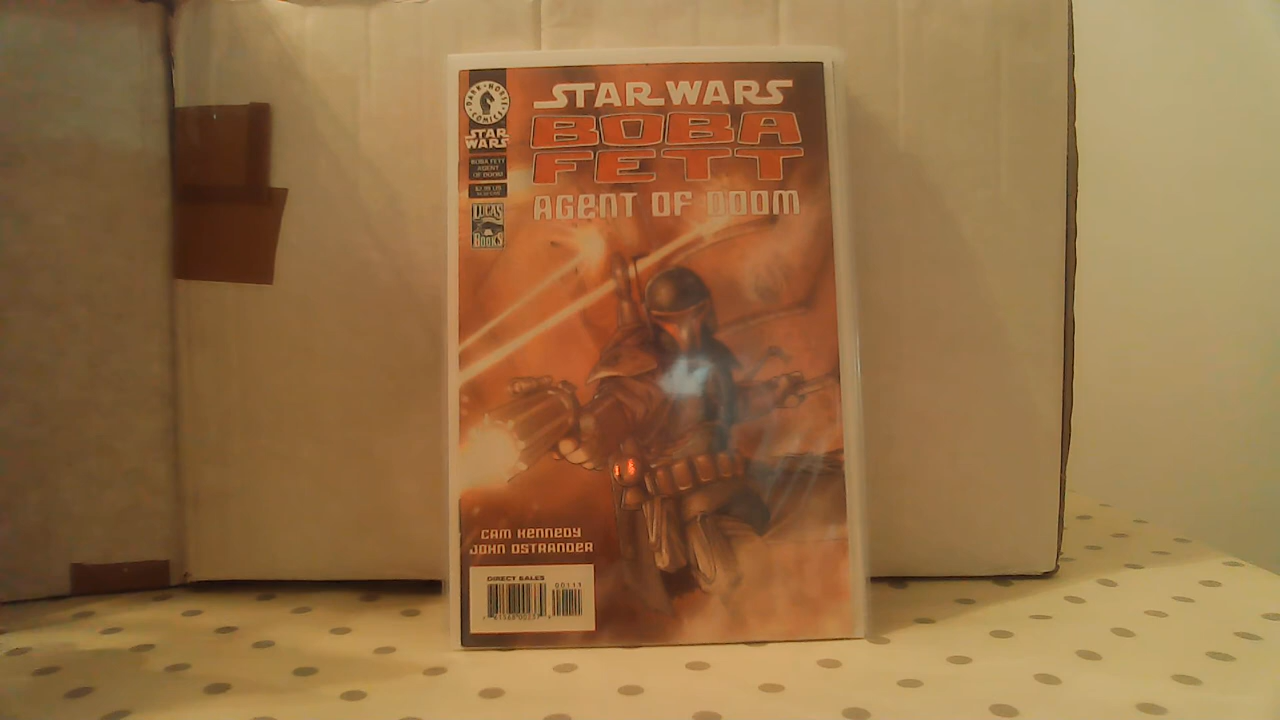 DARK HORSE
COMICS
STAR
WARS
BOBA FETT
AGENT
OF DOOM
LUCAS
BOOKS
STAR WARS
BOBA
FETT
AGENT OF DOOM
CAM KENNEDY
JOHN OSTRANDER
DIRECT SALES
00111